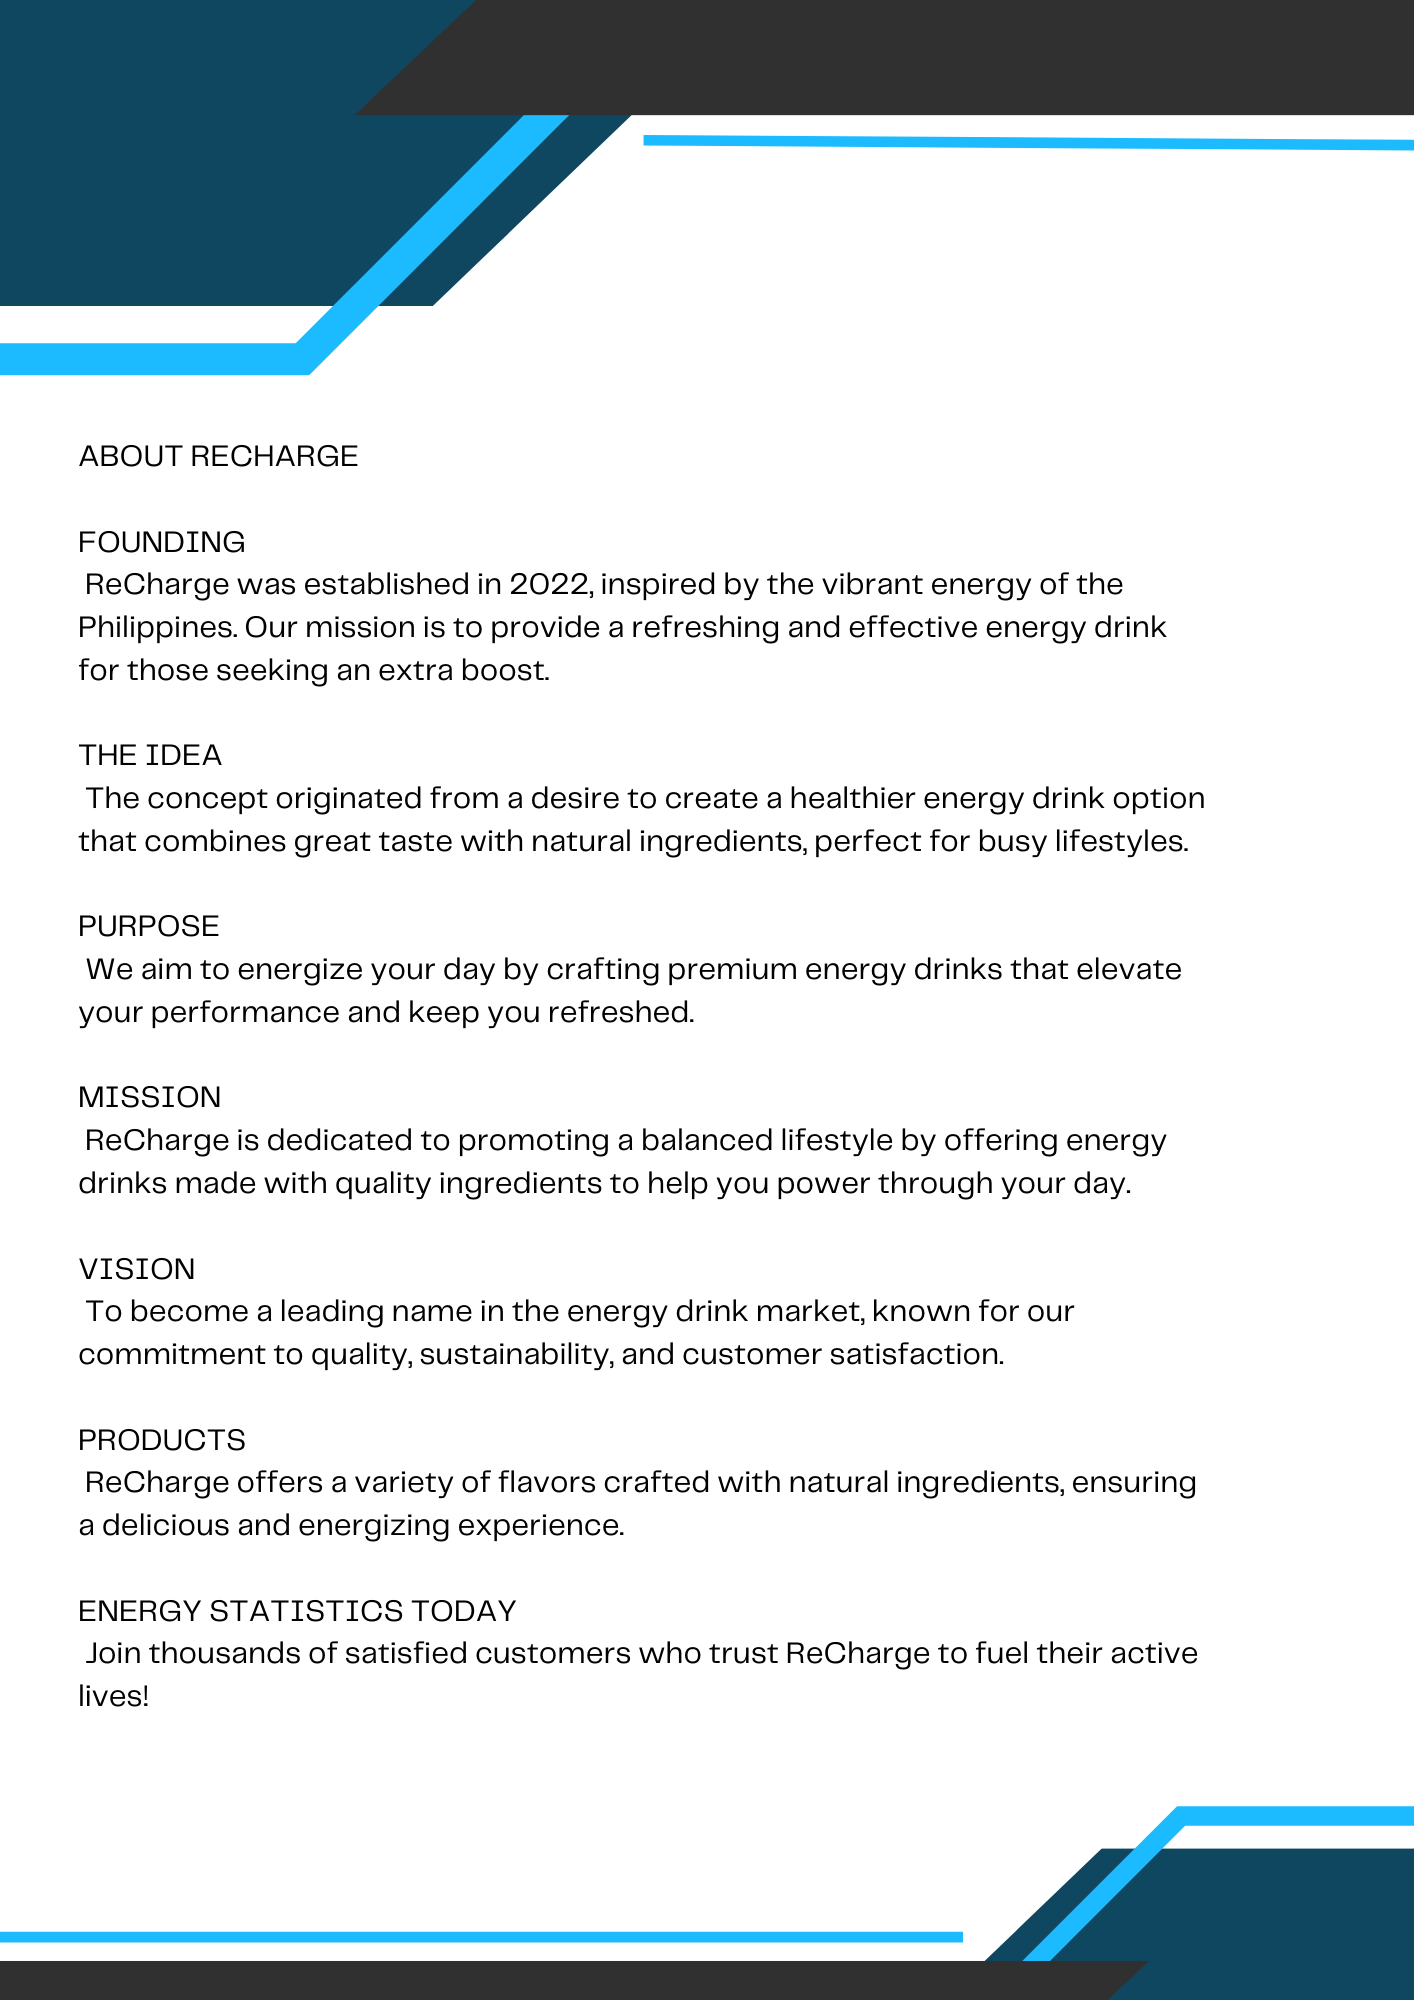 ABOUT RECHARGE
FOUNDING
ReCharge was established in 2022, inspired by the vibrant energy of the
Philippines. Our mission is to provide a refreshing and effective energy drink
for those seeking an extra boost.
THE IDEA
The concept originated from a desire to create a healthier energy drink option
that combines great taste with natural ingredients, perfect for busy lifestyles.
PURPOSE
We aim to energize your day by crafting premium energy drinks that elevate
your performance and keep you refreshed.
MISSION
ReCharge is dedicated to promoting a balanced lifestyle by offering energy
drinks made with quality ingredients to help you power through your day.
VISION
To become a leading name in the energy drink market, known for our
commitment to quality, sustainability, and customer satisfaction.
PRODUCTS
ReCharge offers a variety of flavors crafted with natural ingredients, ensuring
a delicious and energizing experience.
ENERGY STATISTICS TODAY
Join thousands of satisfied customers who trust ReCharge to fuel their active
lives!